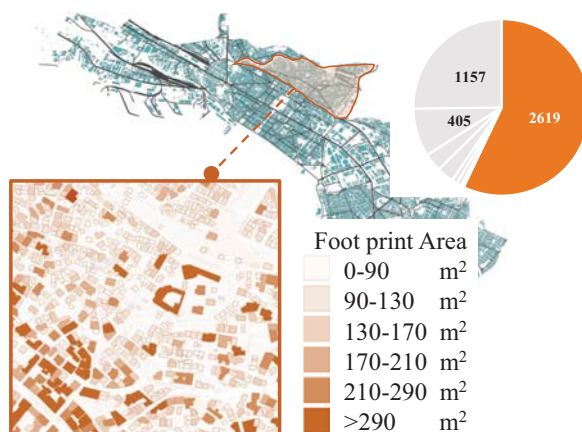 1157
405
2619
Foot print Area
0-90 m²
90-130 m²
130-170 m²
170-210 m²
210-290 m²
>290 m²